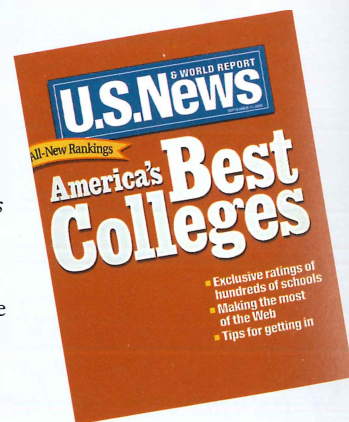 & WORLD REPORT
U.S.News
All-New Rankings
America's Best
Colleges
Exclusive ratings of
hundreds of schools
Making the most
of the Web
Tips for getting in
s
e